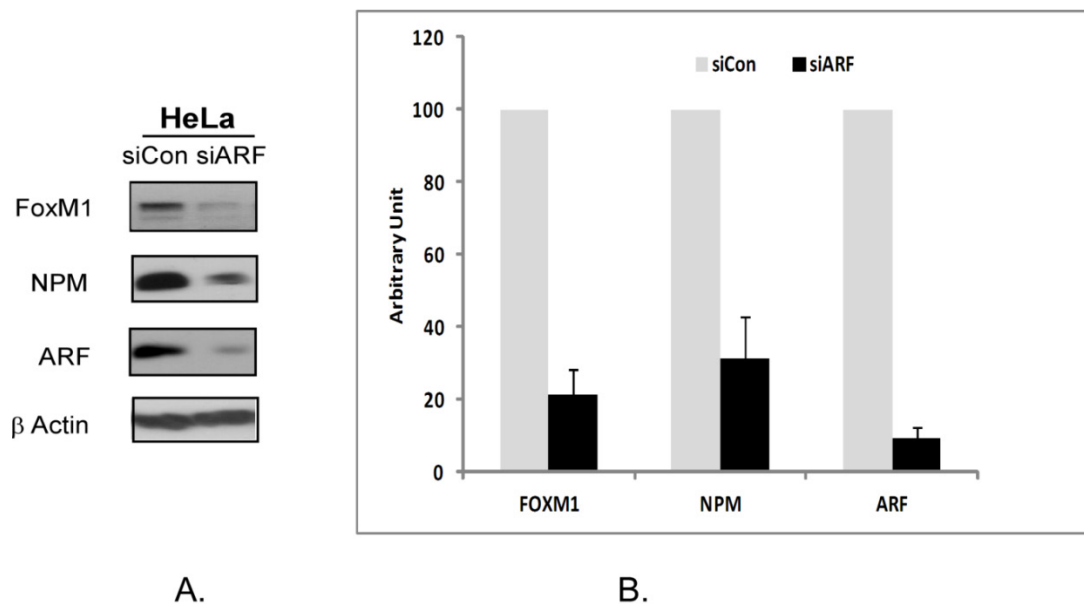 HeLa
siCon siARF
FoxM1
NPM
ARF
β Actin
A.
120
100
80
60
40
20
0
Arbitrary Unit
siCon siARF
FOXM1 NPM ARF
B.